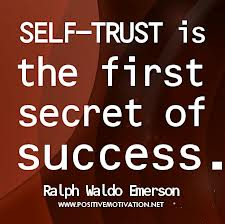 SELF-TRUST is
the first
secret of
success.
Ralph Waldo Emerson
WWW.POSITIVEMOTIVATION.NET